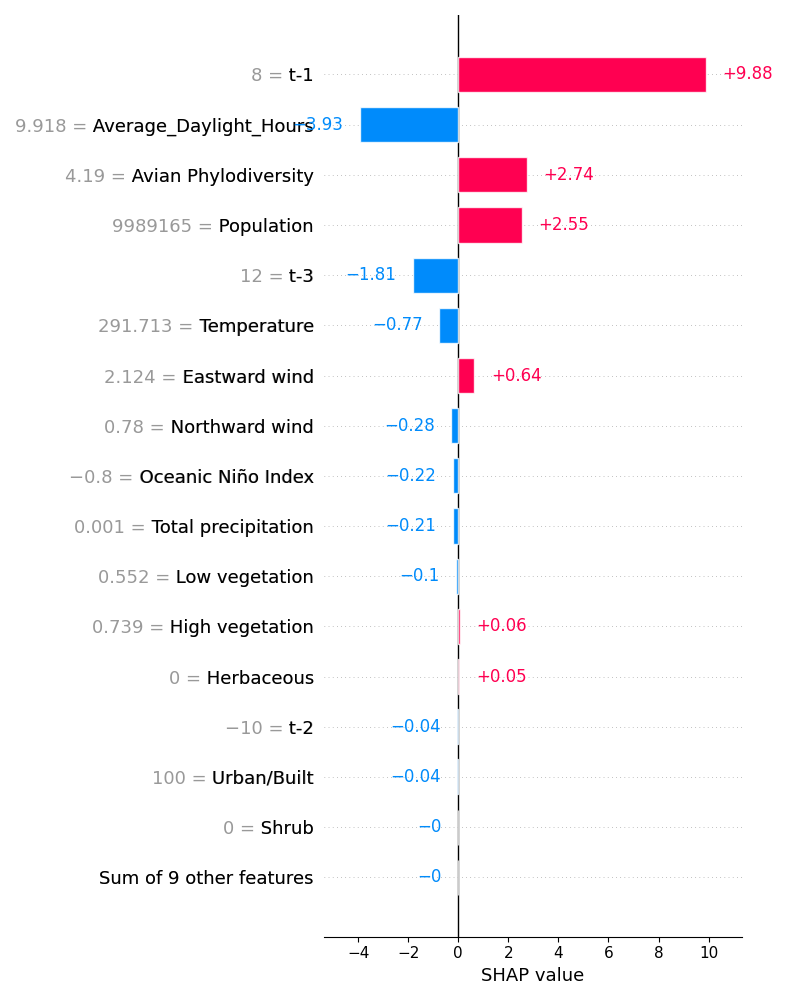 8 = t-1 +9.88
9.918 = Average_Daylight_Hours −3.93
4.19 = Avian Phylodiversity +2.74
9989165 = Population +2.55
12 = t-3 −1.81
291.713 = Temperature −0.77
2.124 = Eastward wind +0.64
0.78 = Northward wind −0.28
−0.8 = Oceanic Niño Index −0.22
0.001 = Total precipitation −0.21
0.552 = Low vegetation −0.1
0.739 = High vegetation +0.06
0 = Herbaceous +0.05
−10 = t-2 −0.04
100 = Urban/Built −0.04
0 = Shrub −0
Sum of 9 other features −0
−4 −2 0 2 4 6 8 10
SHAP value